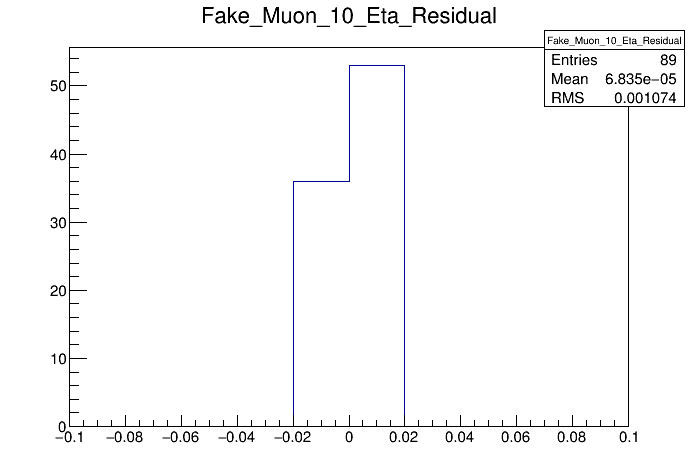 Fake_Muon_10_Eta_Residual
Fake_Muon_10_Eta_Residual
Entries 89
Mean 6.835e−05
RMS 0.001074
50
40
30
20
10
0
−0.1 −0.08 −0.06 −0.04 −0.02 0 0.02 0.04 0.06 0.08 0.1